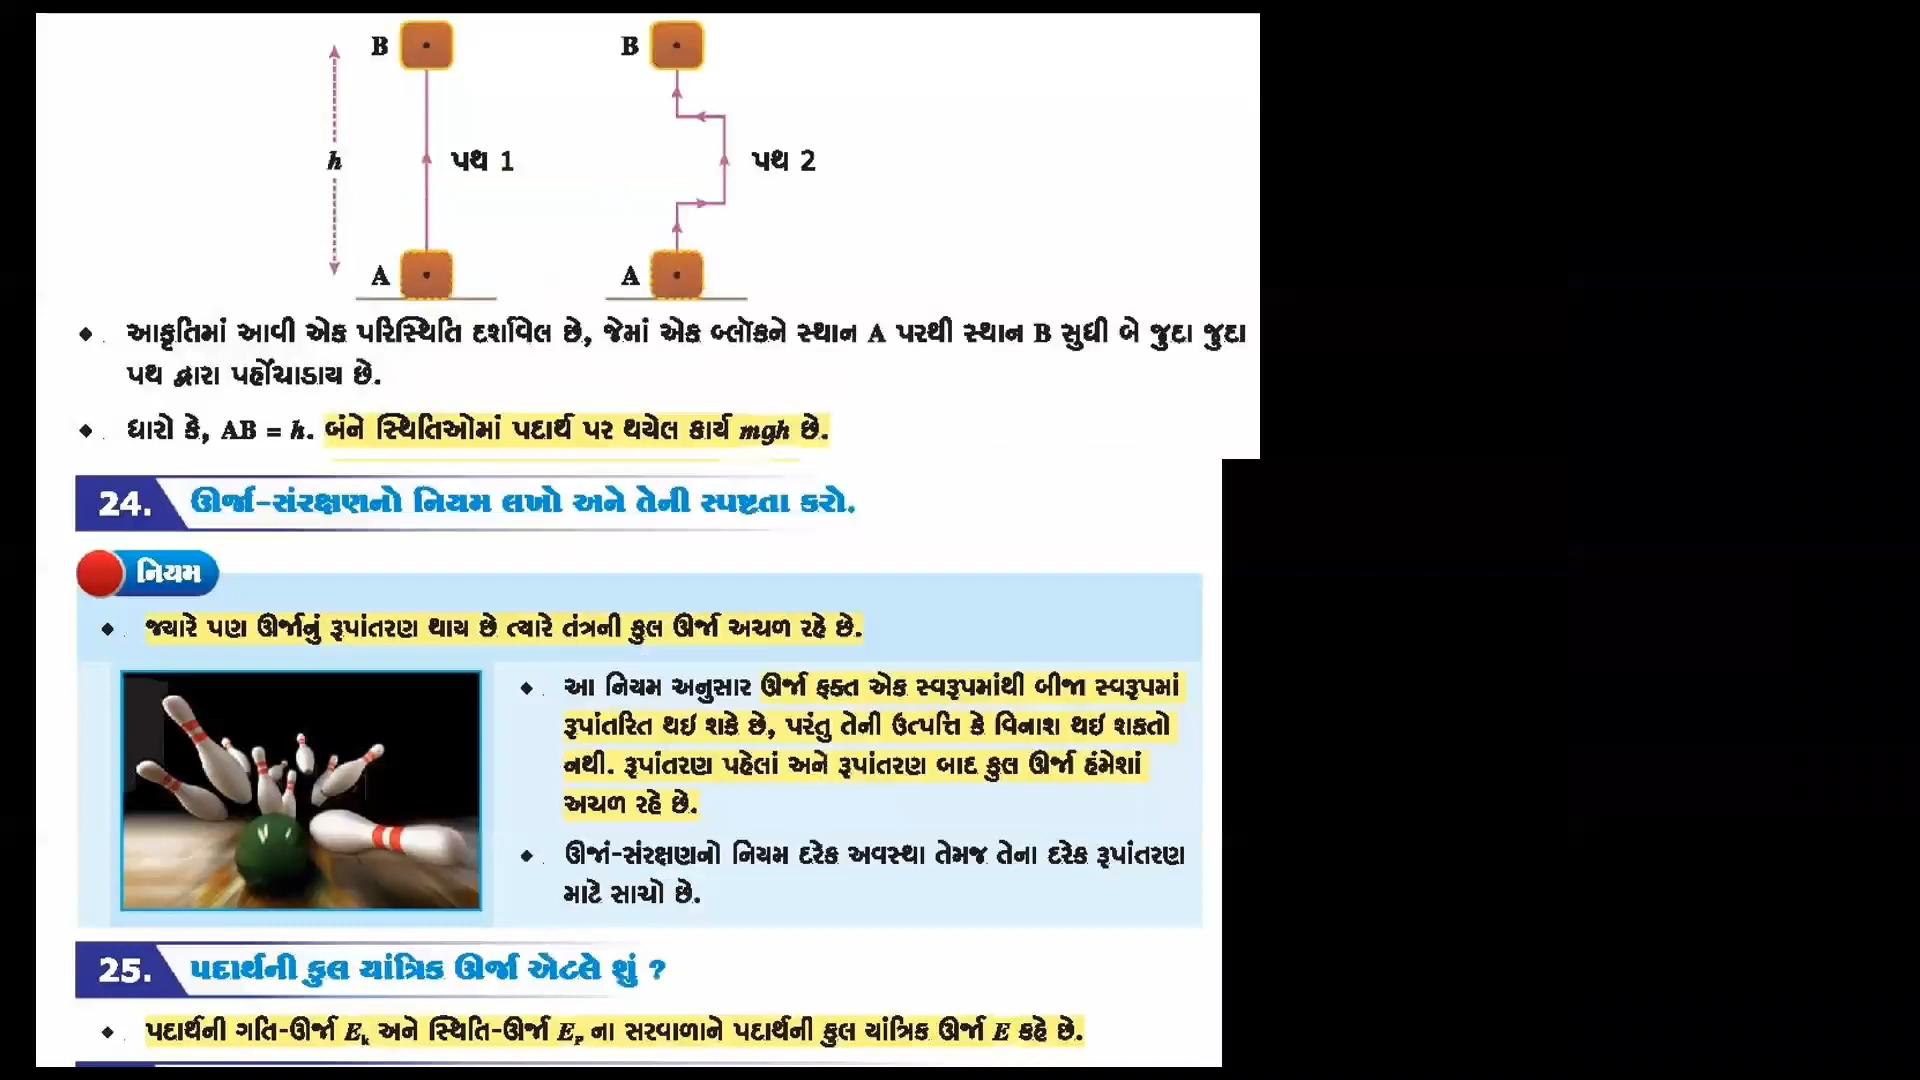 B
B
h
પથ 1
પથ 2
A
A
આકૃતિમાં આવી એક પરિસ્થિતિ દર્શાવેલ છે, જેમાં એક બ્લૉકને સ્થાન A પરથી સ્થાન B સુધી બે જુદા જુદા
પથ દ્વારા પહોંચાડાય છે.
ધારો કે, AB = h. બંને સ્થિતિઓમાં પદાર્થ પર થયેલ કાર્ય mgh છે.
24. ઊર્જા-સંરક્ષણનો નિયમ લખો અને તેની સ્પષ્ટતા કરો.
નિયમ
જ્યારે પણ ઊર્જાનું રૂપાંતરણ થાય છે ત્યારે તંત્રની કુલ ઊર્જા અચળ રહે છે.
આ નિયમ અનુસાર ઊર્જા ફક્ત એક સ્વરૂપમાંથી બીજા સ્વરૂપમાં
રૂપાંતરિત થઇ શકે છે, પરંતુ તેની ઉત્પત્તિ કે વિનાશ થઇ શકતો
નથી. રૂપાંતરણ પહેલાં અને રૂપાંતરણ બાદ કુલ ઊર્જા હંમેશાં
અચળ રહે છે.
ઊર્જા-સંરક્ષણનો નિયમ દરેક અવસ્થા તેમજ તેના દરેક રૂપાંતરણ
માટે સાચો છે.
25. પદાર્થની કુલ યાંત્રિક ઊર્જા એટલે શું ?
પદાર્થની ગતિ-ઊર્જા Eₖ અને સ્થિતિ-ઊર્જા Eₚ ના સરવાળાને પદાર્થની કુલ યાંત્રિક ઊર્જા E કહે છે.